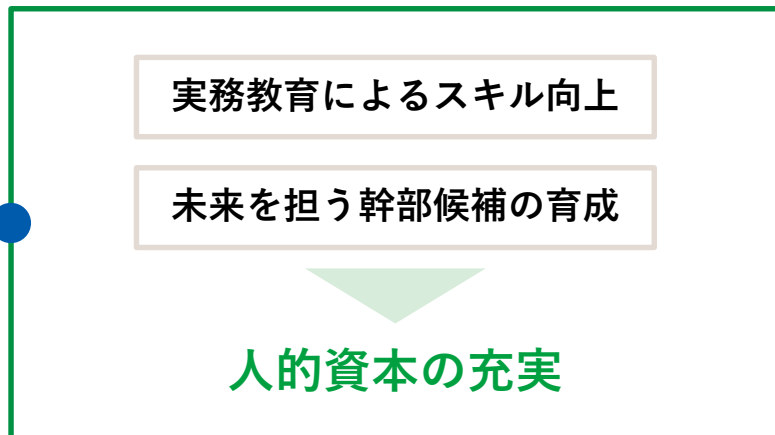 実務教育によるスキル向上
未来を担う幹部候補の育成
人的資本の充実